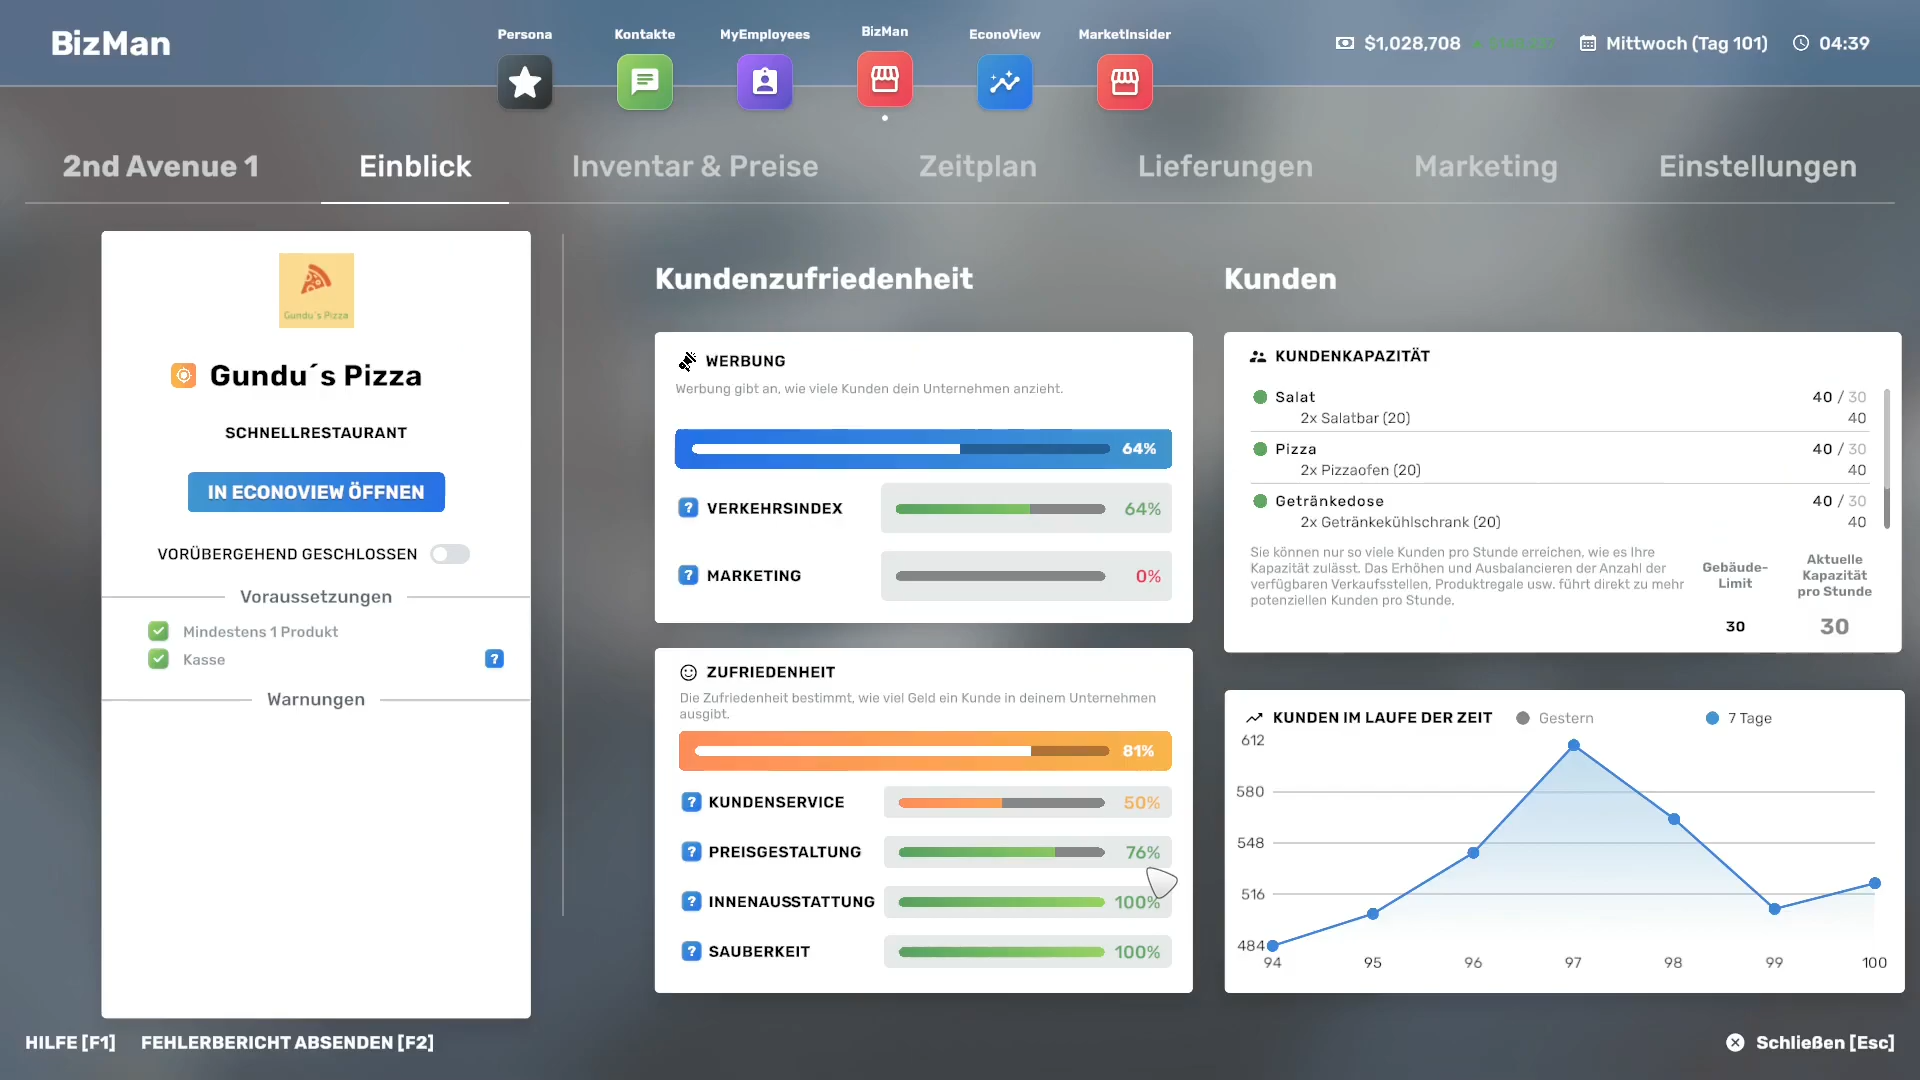 BizMan
Persona
Kontakte
MyEmployees
BizMan
EconoView
MarketInsider
$1,028,708
Mittwoch (Tag 101)
04:39
2nd Avenue 1
Einblick
Inventar & Preise
Zeitplan
Lieferungen
Marketing
Einstellungen
Gundu´s Pizza
Gundu´s Pizza
SCHNELLRESTAURANT
IN ECONOVIEW ÖFFNEN
VORÜBERGEHEND GESCHLOSSEN
Voraussetzungen
Mindestens 1 Produkt
Kasse
?
Warnungen
Kundenzufriedenheit
WERBUNG
Werbung gibt an, wie viele Kunden dein Unternehmen anzieht.
64%
? VERKEHRSINDEX 64%
? MARKETING 0%
ZUFRIEDENHEIT
Die Zufriedenheit bestimmt, wie viel Geld ein Kunde in deinem Unternehmen
ausgibt.
81%
? KUNDENSERVICE 50%
? PREISGESTALTUNG 76%
? INNENAUSSTATTUNG 100%
? SAUBERKEIT 100%
Kunden
KUNDENKAPAZITÄT
Salat 40 / 30
2x Salatbar (20) 40
Pizza 40 / 30
2x Pizzaofen (20) 40
Getränkedose 40 / 30
2x Getränkekühlschrank (20) 40
Sie können nur so viele Kunden pro Stunde erreichen, wie es Ihre
Kapazität zulässt. Das Erhöhen und Ausbalancieren der Anzahl der
verfügbaren Verkaufsstellen, Produktregale usw. führt direkt zu mehr
potenziellen Kunden pro Stunde.
Gebäude-
Limit
30
Aktuelle
Kapazität
pro Stunde
30
KUNDEN IM LAUFE DER ZEIT
Gestern
7 Tage
612
580
548
516
484
94 95 96 97 98 99 100
HILFE [F1]
FEHLERBERICHT ABSENDEN [F2]
Schließen [Esc]